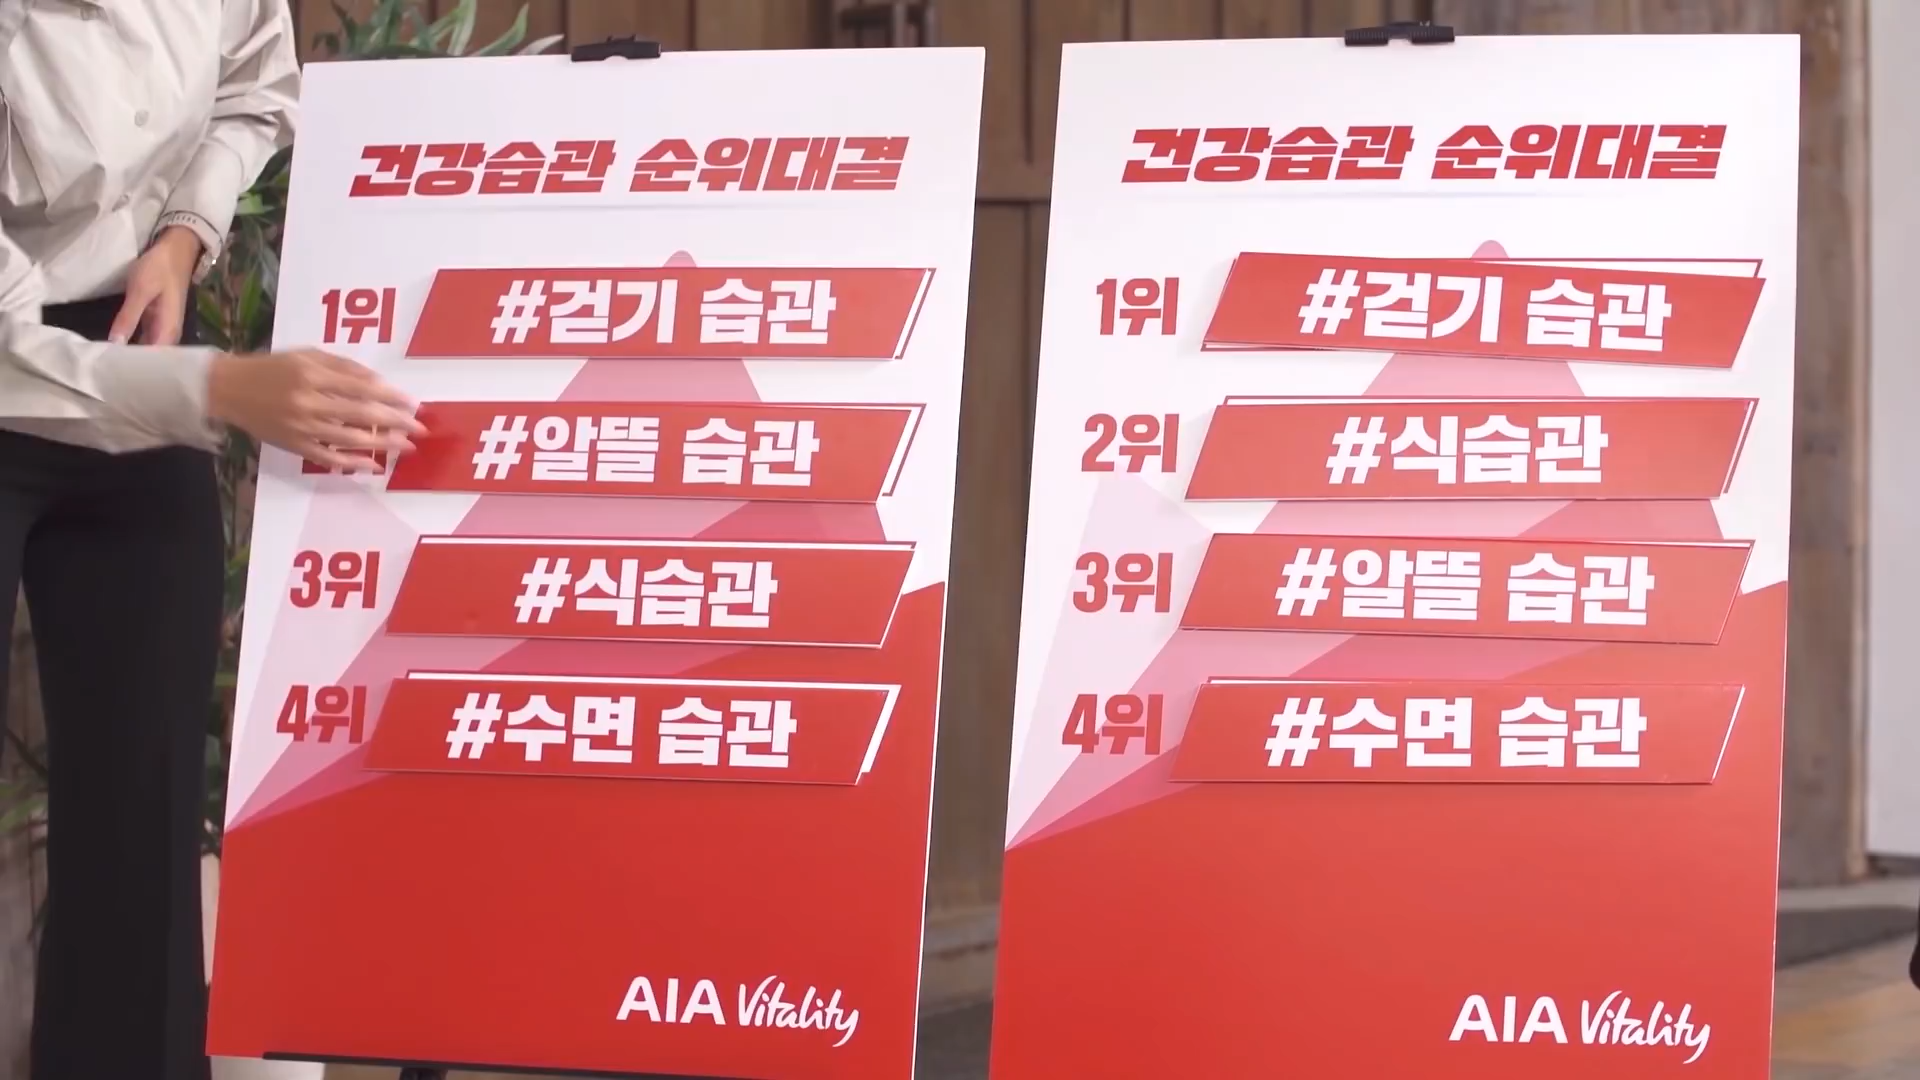 건강습관 순위대결
1위 #걷기 습관
#알뜰 습관
3위 #식습관
4위 #수면 습관
AIA Vitality
건강습관 순위대결
1위 #걷기 습관
2위 #식습관
3위 #알뜰 습관
4위 #수면 습관
AIA Vitality